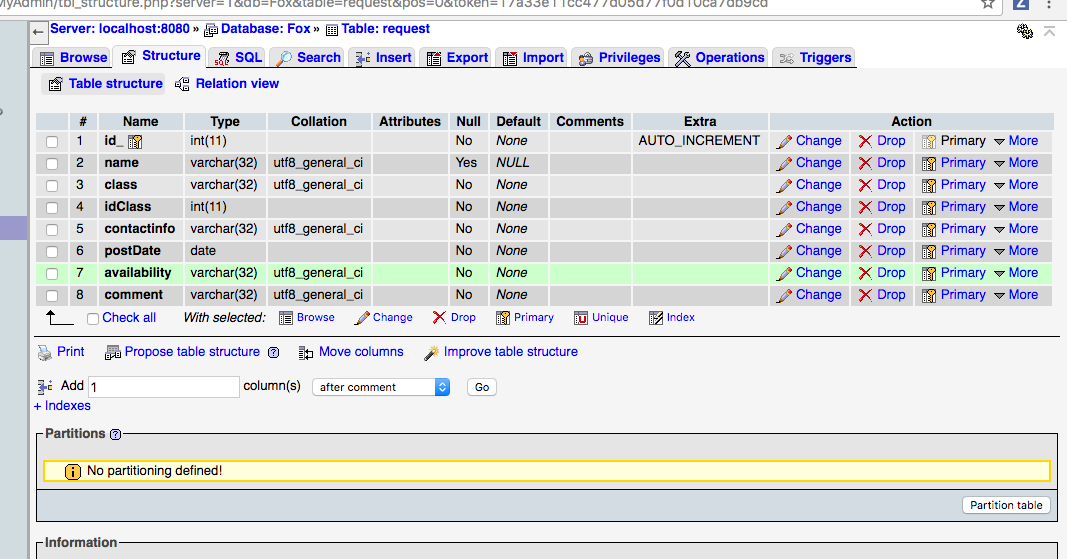 MyAdmin/tbl_structure.php?server=1&db=Fox&table=request&pos=0&token=17a33e11cc477d05d77f0d10ca7db9cd
Server: localhost:8080 » Database: Fox » Table: request
Browse Structure SQL Search Insert Export Import Privileges Operations Triggers
Table structure Relation view
# Name Type Collation Attributes Null Default Comments Extra Action
1 id_ int(11) No None AUTO_INCREMENT Change Drop Primary More
2 name varchar(32) utf8_general_ci Yes NULL Change Drop Primary More
3 class varchar(32) utf8_general_ci No None Change Drop Primary More
4 idClass int(11) No None Change Drop Primary More
5 contactinfo varchar(32) utf8_general_ci No None Change Drop Primary More
6 postDate date No None Change Drop Primary More
7 availability varchar(32) utf8_general_ci No None Change Drop Primary More
8 comment varchar(32) utf8_general_ci No None Change Drop Primary More
Check all With selected: Browse Change Drop Primary Unique Index
Print Propose table structure Move columns Improve table structure
Add 1 column(s) after comment Go
+ Indexes
Partitions
No partitioning defined!
Partition table
Information